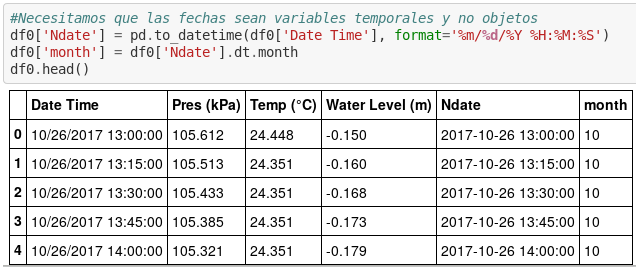 #Necesitamos que las fechas sean variables temporales y no objetos
df0['Ndate'] = pd.to_datetime(df0['Date Time'], format='%m/%d/%Y %H:%M:%S')
df0['month'] = df0['Ndate'].dt.month
df0.head()
Date Time Pres (kPa) Temp (°C) Water Level (m) Ndate month
0 10/26/2017 13:00:00 105.612 24.448 -0.150 2017-10-26 13:00:00 10
1 10/26/2017 13:15:00 105.513 24.351 -0.160 2017-10-26 13:15:00 10
2 10/26/2017 13:30:00 105.433 24.351 -0.168 2017-10-26 13:30:00 10
3 10/26/2017 13:45:00 105.385 24.351 -0.173 2017-10-26 13:45:00 10
4 10/26/2017 14:00:00 105.321 24.351 -0.179 2017-10-26 14:00:00 10